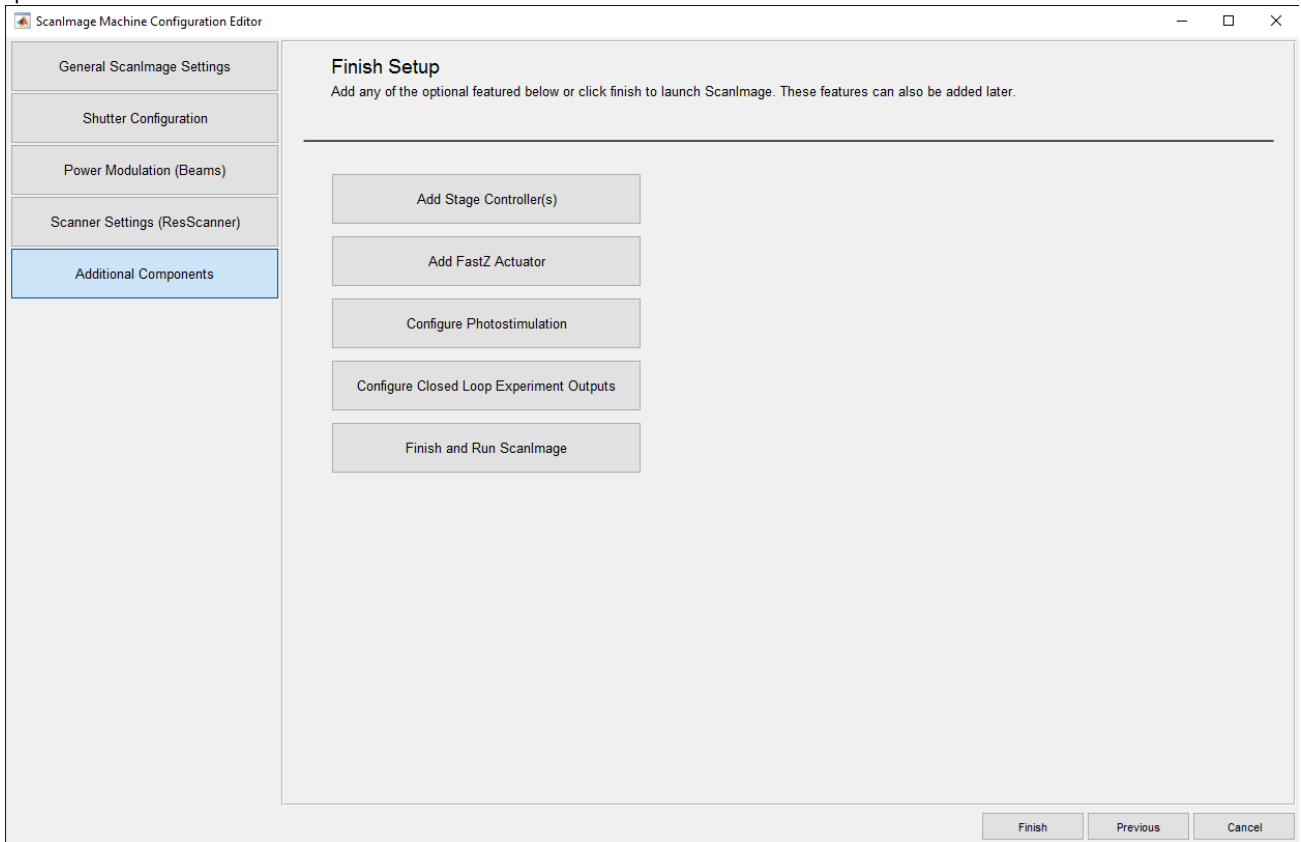 ScanImage Machine Configuration Editor
General ScanImage Settings
Shutter Configuration
Power Modulation (Beams)
Scanner Settings (ResScanner)
Additional Components
Finish Setup
Add any of the optional featured below or click finish to launch ScanImage. These features can also be added later.
Add Stage Controller(s)
Add FastZ Actuator
Configure Photostimulation
Configure Closed Loop Experiment Outputs
Finish and Run ScanImage
Finish
Previous
Cancel